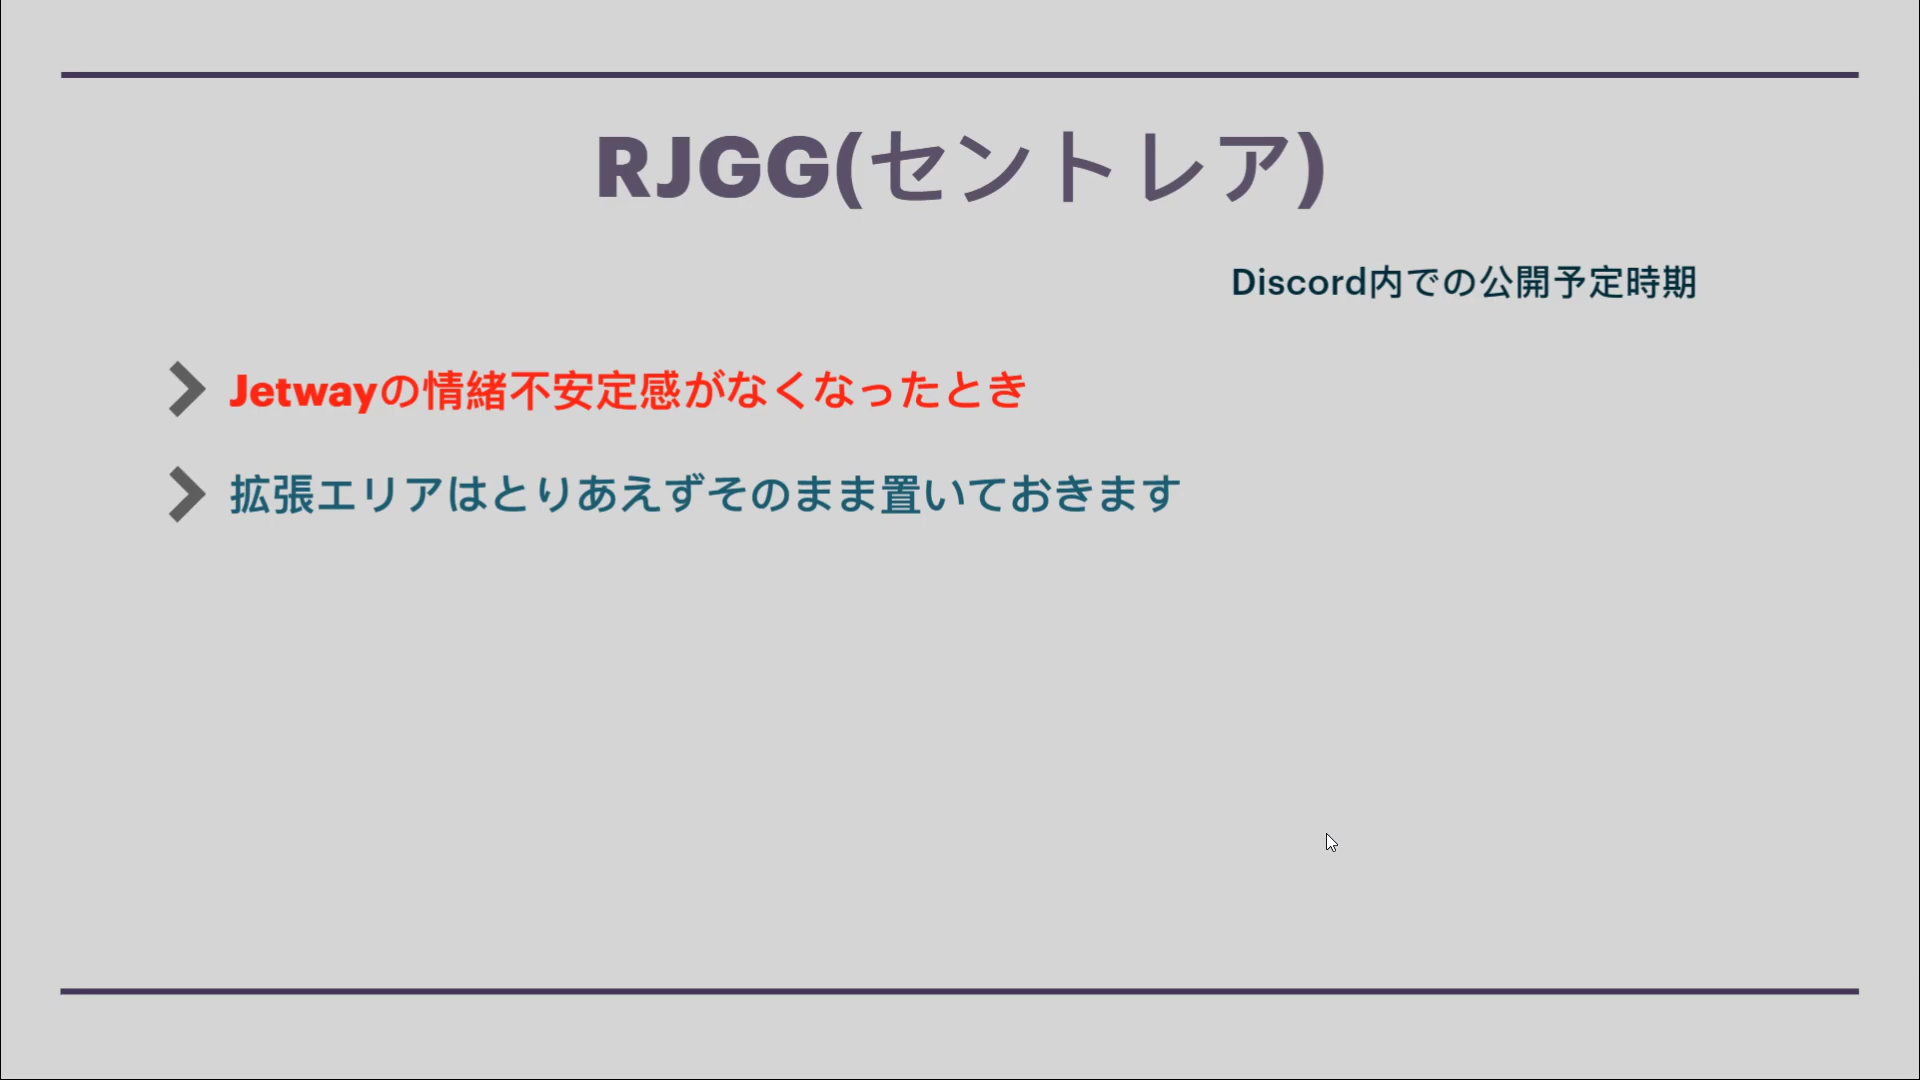 RJGG(セントレア)
Discord内での公開予定時期
Jetwayの情緒不安定感がなくなったとき
拡張エリアはとりあえずそのまま置いておきます